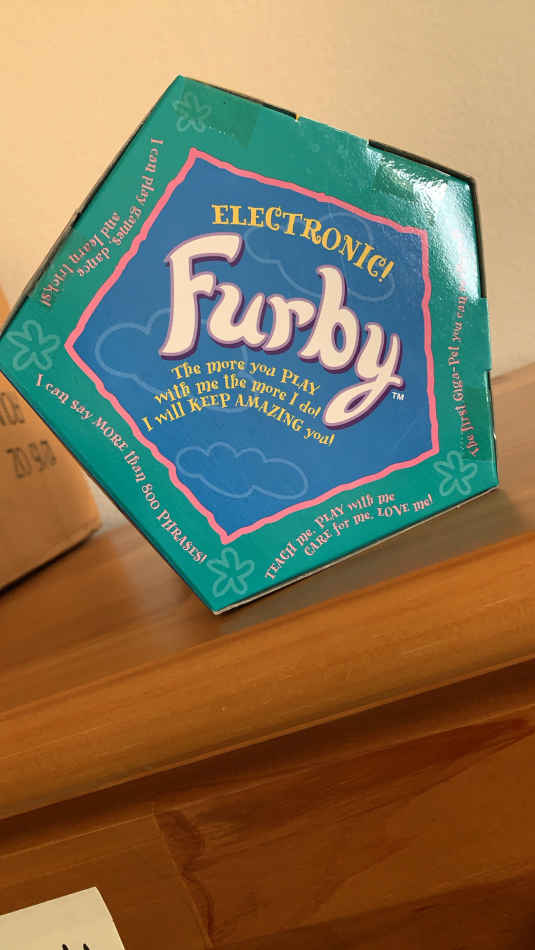 ELECTRONIC!
Furby
TM
The more you PLAY
with me the more I do!
I will KEEP AMAZING you!
I can play games, dance
and learn tricks!
I can say MORE than 800 PHRASES!
TEACH me, PLAY with me
CARE for me, LOVE me!
The first Giga-Pet you can